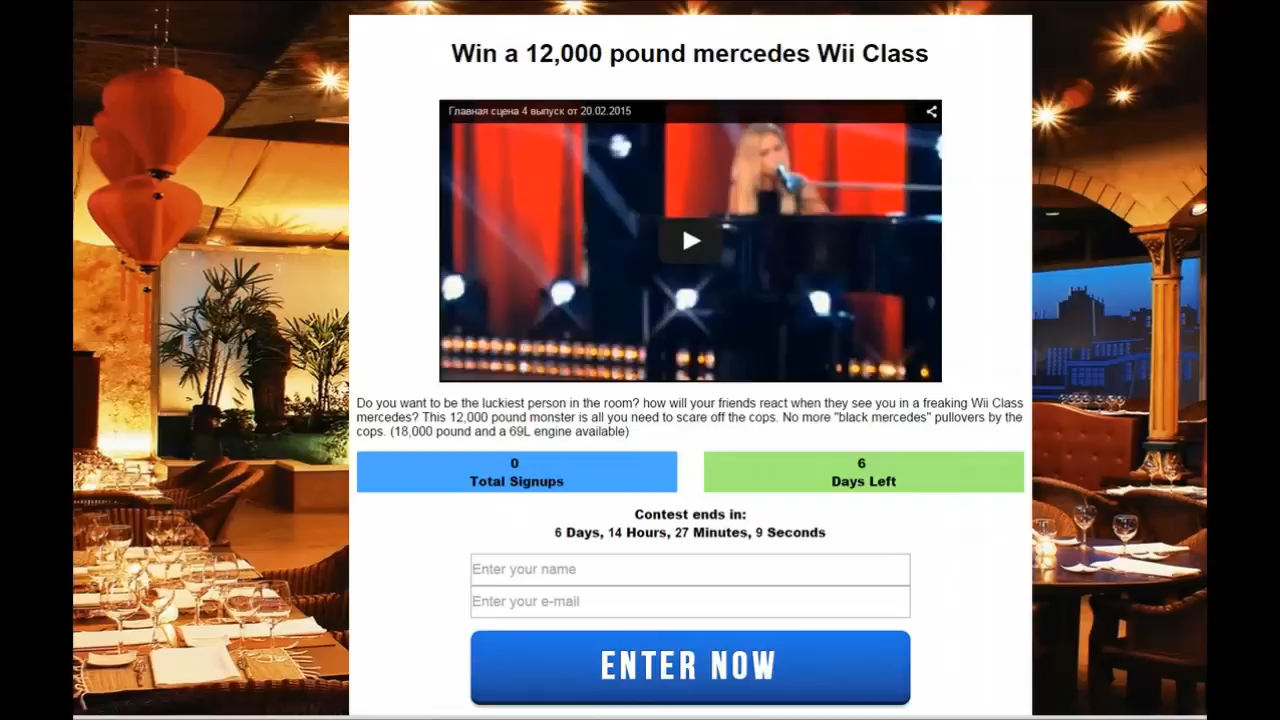 Win a 12,000 pound mercedes Wii Class
Главная сцена 4 выпуск от 20.02.2015
Do you want to be the luckiest person in the room? how will your friends react when they see you in a freaking Wii Class
mercedes? This 12,000 pound monster is all you need to scare off the cops. No more "black mercedes" pullovers by the
cops. (18,000 pound and a 69L engine available)
0
Total Signups
6
Days Left
Contest ends in:
6 Days, 14 Hours, 27 Minutes, 9 Seconds
Enter your name
Enter your e-mail
ENTER NOW